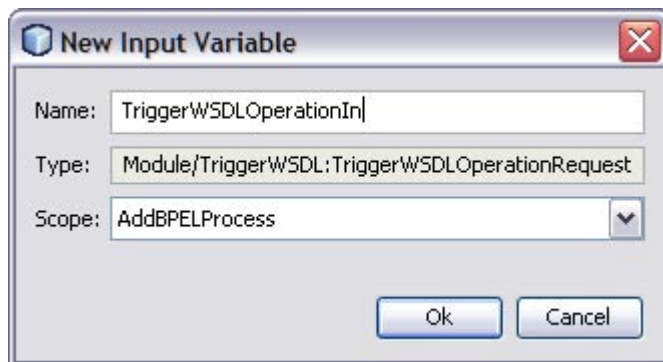 New Input Variable
Name: TriggerWSDLOperationIn
Type: Module/TriggerWSDL:TriggerWSDLOperationRequest
Scope: AddBPELProcess
Ok Cancel